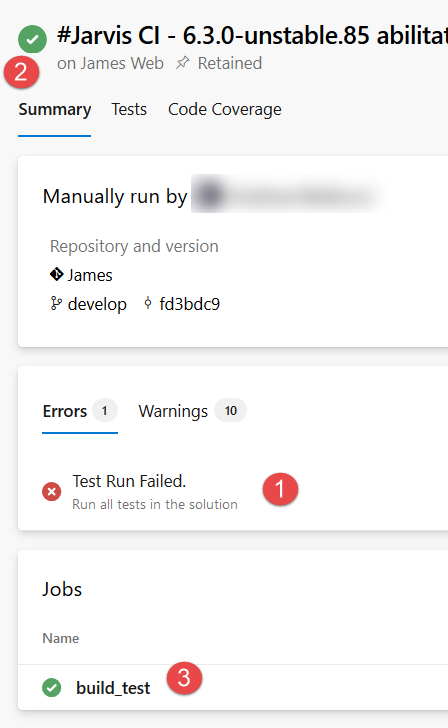 #Jarvis CI - 6.3.0-unstable.85 abilitat
on James Web Retained
2
Summary Tests Code Coverage
Manually run by
Repository and version
James
develop fd3bdc9
Errors 1 Warnings 10
Test Run Failed.
1
Run all tests in the solution
Jobs
Name
3
build_test